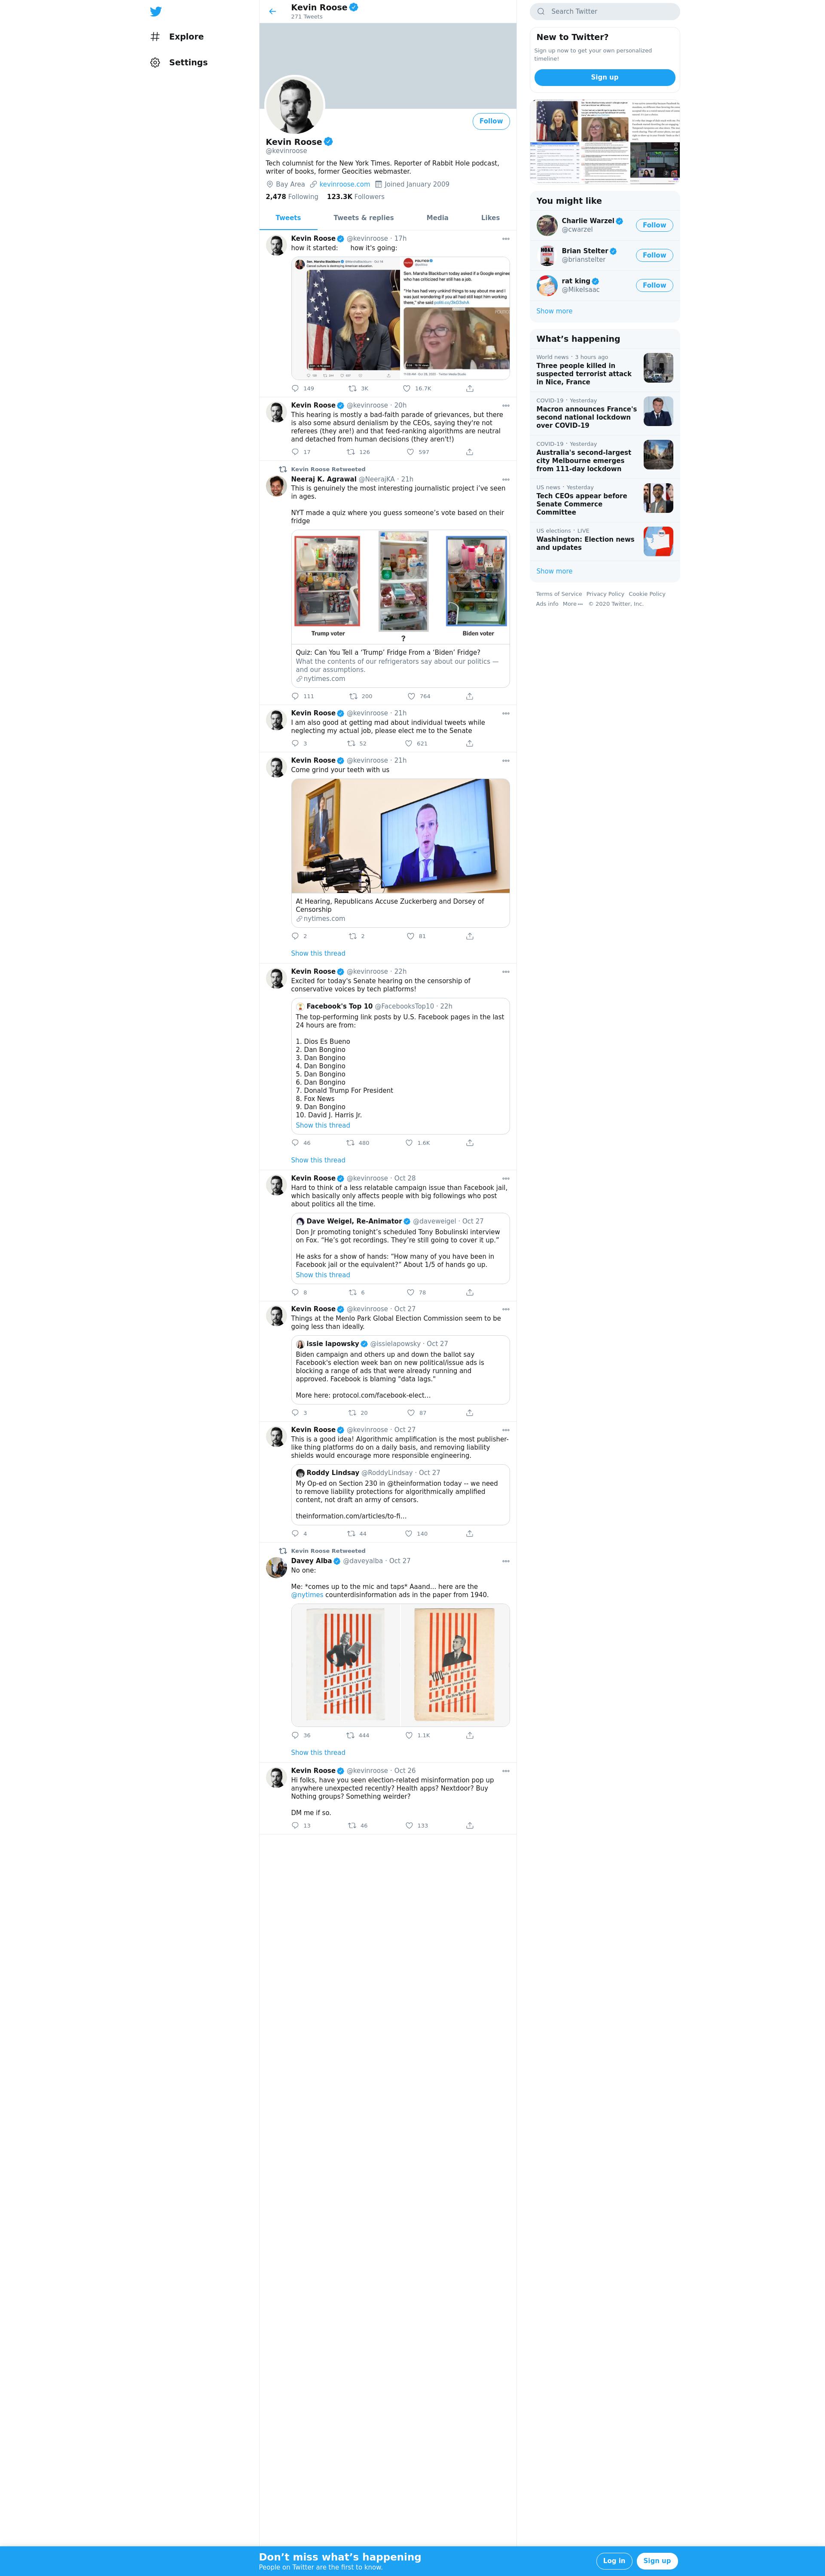 Explore
Settings
Kevin Roose
271 Tweets
Follow
Kevin Roose
@kevinroose
Tech columnist for the New York Times. Reporter of Rabbit Hole podcast,
writer of books, former Geocities webmaster.
Bay Area kevinroose.com Joined January 2009
2,478 Following 123.3K Followers
Tweets Tweets & replies Media Likes
Kevin Roose @kevinroose · 17h
how it started: how it's going:
Sen. Marsha Blackburn today asked if a Google engineer
who has criticized her still has a job.
"He has had very unkind things to say about me and I
was just wondering if you still kept him working
there," she said
149 3K 16.7K
Kevin Roose @kevinroose · 20h
This hearing is mostly a bad-faith parade of grievances, but there
is also some absurd denialism by the CEOs, saying they're not
referees (they are!) and that feed-ranking algorithms are neutral
and detached from human decisions (they aren't!)
17 126 597
Kevin Roose Retweeted
Neeraj K. Agrawal @NeerajKA · 21h
This is genuinely the most interesting journalistic project i've seen
in ages.
NYT made a quiz where you guess someone's vote based on their
fridge
Trump voter ? Biden voter
Quiz: Can You Tell a 'Trump' Fridge From a 'Biden' Fridge?
What the contents of our refrigerators say about our politics —
and our assumptions.
nytimes.com
111 200 764
Kevin Roose @kevinroose · 21h
I am also good at getting mad about individual tweets while
neglecting my actual job, please elect me to the Senate
3 52 621
Kevin Roose @kevinroose · 21h
Come grind your teeth with us
At Hearing, Republicans Accuse Zuckerberg and Dorsey of
Censorship
nytimes.com
2 2 81
Show this thread
Kevin Roose @kevinroose · 22h
Excited for today's Senate hearing on the censorship of
conservative voices by tech platforms!
Facebook's Top 10 @FacebooksTop10 · 22h
The top-performing link posts by U.S. Facebook pages in the last
24 hours are from:
1. Dios Es Bueno
2. Dan Bongino
3. Dan Bongino
4. Dan Bongino
5. Dan Bongino
6. Dan Bongino
7. Donald Trump For President
8. Fox News
9. Dan Bongino
10. David J. Harris Jr.
Show this thread
46 480 1.6K
Show this thread
Kevin Roose @kevinroose · Oct 28
Hard to think of a less relatable campaign issue than Facebook jail,
which basically only affects people with big followings who post
about politics all the time.
Dave Weigel, Re-Animator @daveweigel · Oct 27
Don Jr promoting tonight's scheduled Tony Bobulinski interview
on Fox. "He's got recordings. They're still going to cover it up."
He asks for a show of hands: "How many of you have been in
Facebook jail or the equivalent?" About 1/5 of hands go up.
Show this thread
8 6 78
Kevin Roose @kevinroose · Oct 27
Things at the Menlo Park Global Election Commission seem to be
going less than ideally.
issie lapowsky @issielapowsky · Oct 27
Biden campaign and others up and down the ballot say
Facebook's election week ban on new political/issue ads is
blocking a range of ads that were already running and
approved. Facebook is blaming "data lags."
More here: protocol.com/facebook-elect...
3 20 87
Kevin Roose @kevinroose · Oct 27
This is a good idea! Algorithmic amplification is the most publisher-
like thing platforms do on a daily basis, and removing liability
shields would encourage more responsible engineering.
Roddy Lindsay @RoddyLindsay · Oct 27
My Op-ed on Section 230 in @theinformation today -- we need
to remove liability protections for algorithmically amplified
content, not draft an army of censors.
theinformation.com/articles/to-fi...
4 44 140
Kevin Roose Retweeted
Davey Alba @daveyalba · Oct 27
No one:
Me: *comes up to the mic and taps* Aaand... here are the
@nytimes counterdisinformation ads in the paper from 1940.
36 444 1.1K
Show this thread
Kevin Roose @kevinroose · Oct 26
Hi folks, have you seen election-related misinformation pop up
anywhere unexpected recently? Health apps? Nextdoor? Buy
Nothing groups? Something weirder?
DM me if so.
13 46 133
Search Twitter
New to Twitter?
Sign up now to get your own personalized
timeline!
Sign up
You might like
Charlie Warzel
@cwarzel
Follow
Brian Stelter
@brianstelter
Follow
rat king
@MikeIsaac
Follow
Show more
What's happening
World news · 3 hours ago
Three people killed in
suspected terrorist attack
in Nice, France
COVID-19 · Yesterday
Macron announces France's
second national lockdown
over COVID-19
COVID-19 · Yesterday
Australia's second-largest
city Melbourne emerges
from 111-day lockdown
US news · Yesterday
Tech CEOs appear before
Senate Commerce
Committee
US elections · LIVE
Washington: Election news
and updates
Show more
Terms of Service Privacy Policy Cookie Policy
Ads info More © 2020 Twitter, Inc.
Don't miss what's happening
People on Twitter are the first to know.
Log in
Sign up